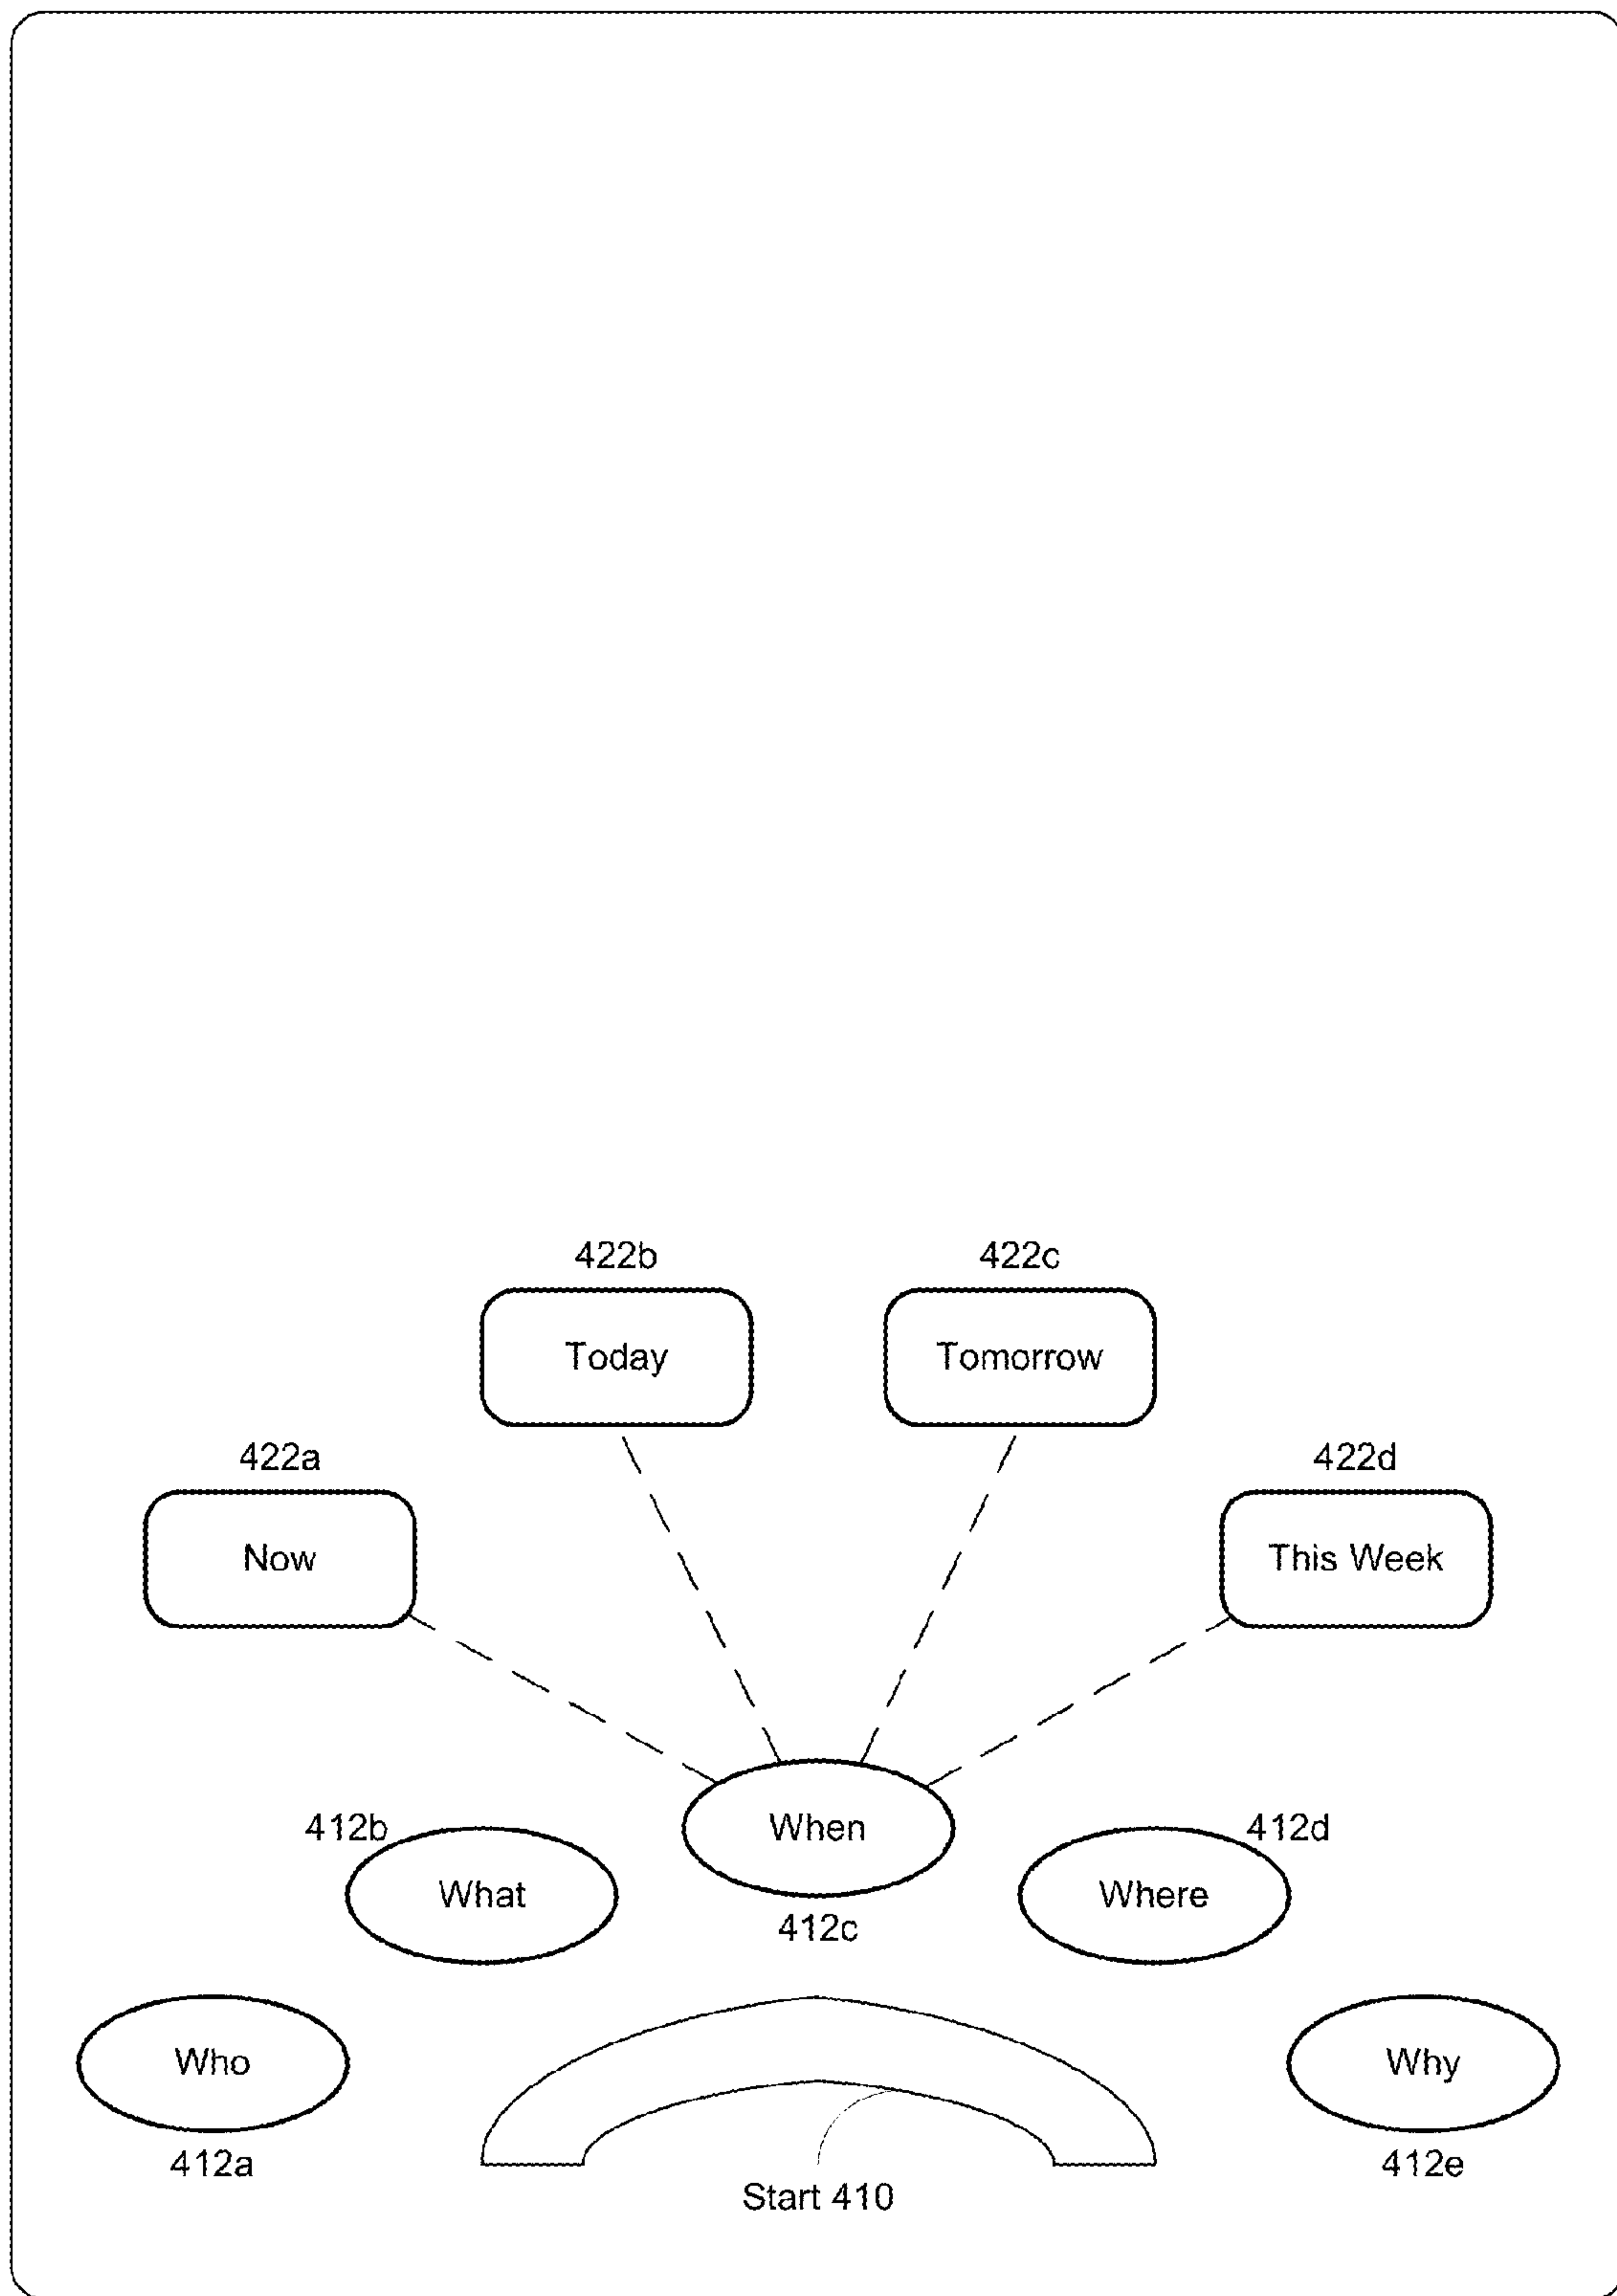 422b
422c
Today
Tomorrow
422a
422d
Now
This Week
412b
When
412d
What
Where
412c
Who
Why
412a
412e
Start 410